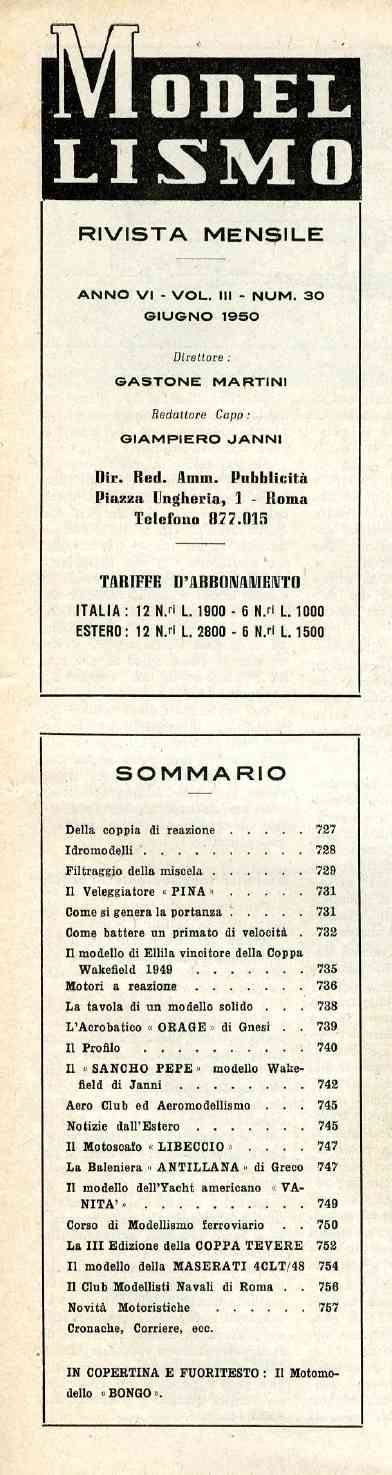 MODEL
LISMO
RIVISTA MENSILE
ANNO VI - VOL. III - NUM. 30
GIUGNO 1950
Direttore :
GASTONE MARTINI
Redattore Capo :
GIAMPIERO JANNI
Dir. Red. Amm. Pubblicità
Piazza Ungheria, 1 - Roma
Telefono 877.015
TARIFFE D'ABBONAMENTO
ITALIA : 12 N.ri L. 1900 - 6 N.ri L. 1000
ESTERO : 12 N.ri L. 2800 - 6 N.ri L. 1500
SOMMARIO
Della coppia di reazione . . . . . 727
Idromodelli . . . . . . . . . . 728
Filtraggio della miscela . . . . . . 729
Il Veleggiatore « PINA » . . . . . 731
Come si genera la portanza . . . . . 731
Come battere un primato di velocità . 732
Il modello di Ellila vincitore della Coppa
Wakefield 1949 . . . . . . . 735
Motori a reazione . . . . . . . 736
La tavola di un modello solido . . . 738
L'Acrobatico « ORAGE » di Gnesi . . 739
Il Profilo . . . . . . . . . . 740
Il « SANCHO PEPE » modello Wake-
field di Janni . . . . . . . . 742
Aero Club ed Aeromodellismo . . . 745
Notizie dall'Estero . . . . . . . 745
Il Motoscafo « LIBECCIO » . . . . 747
La Baleniera « ANTILLANA » di Greco 747
Il modello dell'Yacht americano « VA-
NITA' » . . . . . . . . . . 749
Corso di Modellismo ferroviario . . 750
La III Edizione della COPPA TEVERE 752
Il modello della MASERATI 4CLT/48 754
Il Club Modellisti Navali di Roma . . 756
Novità Motoristiche . . . . . . 757
Cronache, Corriere, ecc.
IN COPERTINA E FUORITESTO : Il Motomo-
dello « BONGO ».